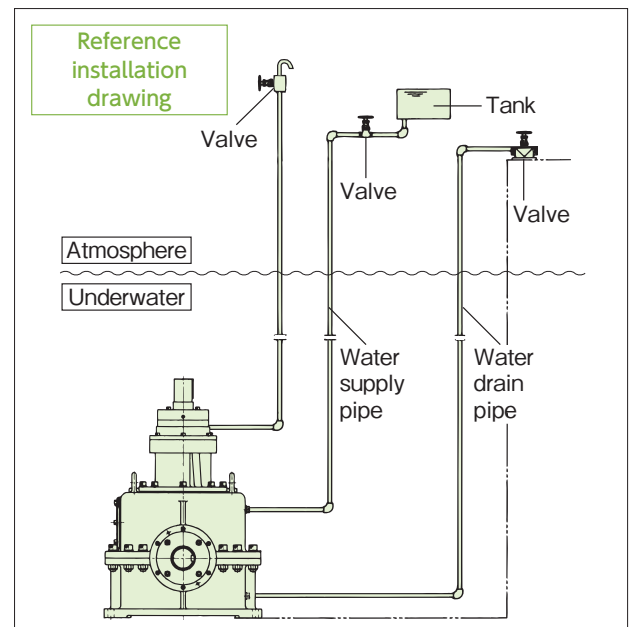 Reference
installation
drawing
Valve
Tank
Valve
Valve
Atmosphere
Underwater
Water
supply
pipe
Water
drain
pipe